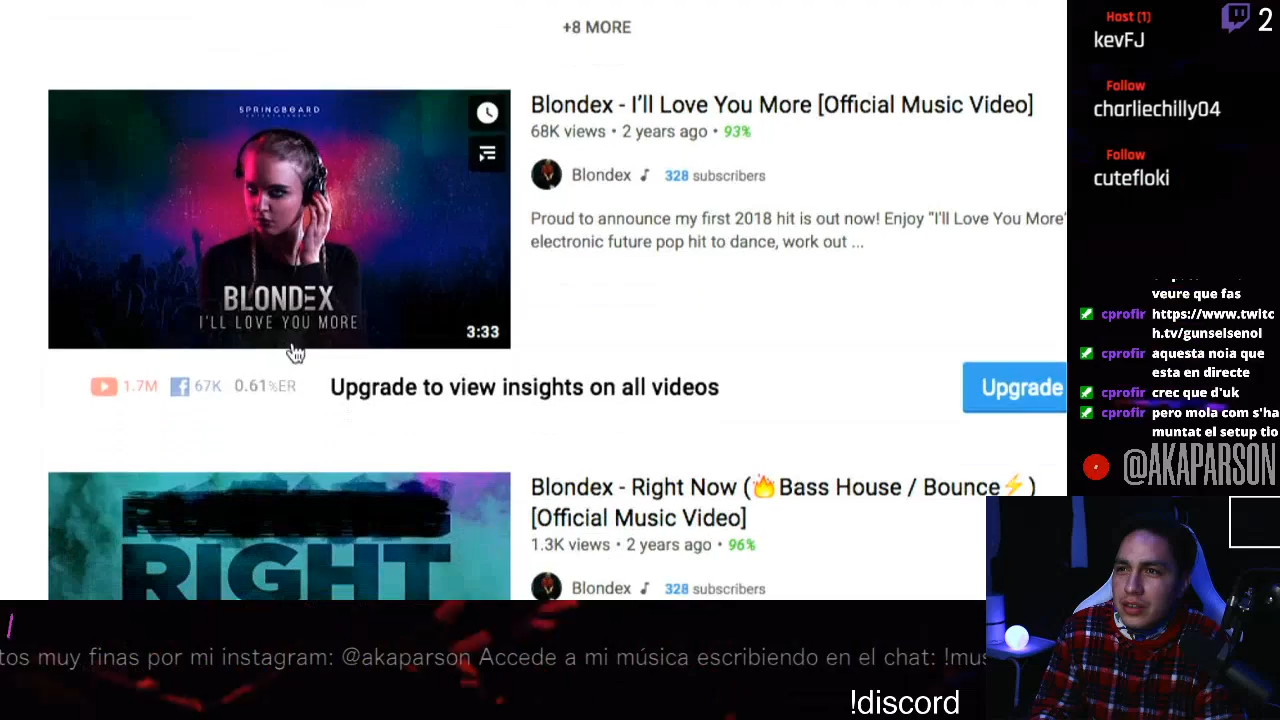 +8 MORE
SPRINGBOARD
ENTERTAINMENT
BLONDEX
I'LL LOVE YOU MORE
3:33
Blondex - I'll Love You More [Official Music Video]
68K views • 2 years ago • 93%
Blondex
328 subscribers
Proud to announce my first 2018 hit is out now! Enjoy "I'll Love You More"
electronic future pop hit to dance, work out ...
1.7M
67K
0.61%ER
Upgrade to view insights on all videos
Upgrade
RIGHT
Blondex - Right Now (🔥Bass House / Bounce⚡)
[Official Music Video]
1.3K views • 2 years ago • 96%
Blondex
328 subscribers
Host (1)
kevFJ
2
Follow
charliechilly04
Follow
cutefloki
veure que fas
cprofir https://www.twitc
h.tv/gunselsenol
cprofir aquesta noia que
esta en directe
cprofir crec que d'uk
cprofir pero mola com s'ha
muntat el setup tio
@AKAPARSON
tos muy finas por mi instagram: @akaparson Accede a mi música escribiendo en el chat: !mus
!discord